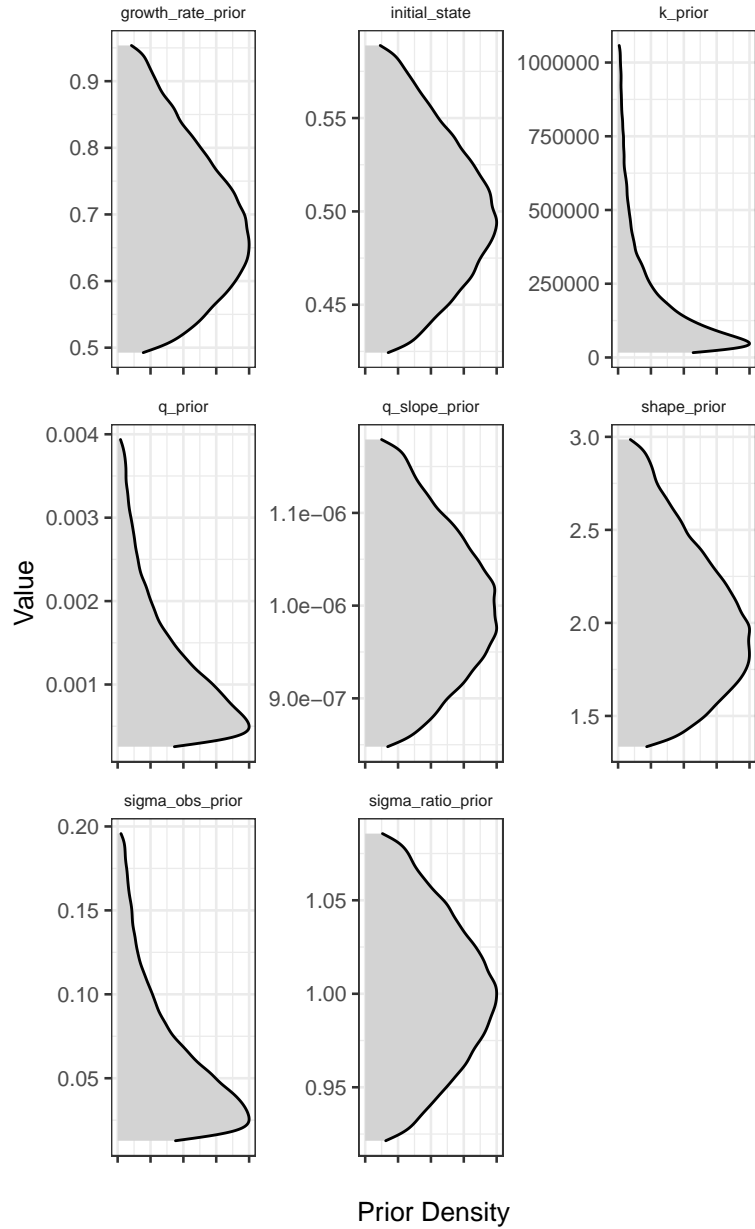 growth_rate_prior
initial_state
k_prior
0.9
0.8
0.7
0.6
0.5
0.55
0.50
0.45
1000000
750000
500000
250000
0
q_prior
q_slope_prior
shape_prior
0.004
0.003
0.002
0.001
1.1e−06
1.0e−06
9.0e−07
3.0
2.5
2.0
1.5
Value
sigma_obs_prior
sigma_ratio_prior
0.20
0.15
0.10
0.05
1.05
1.00
0.95
Prior Density